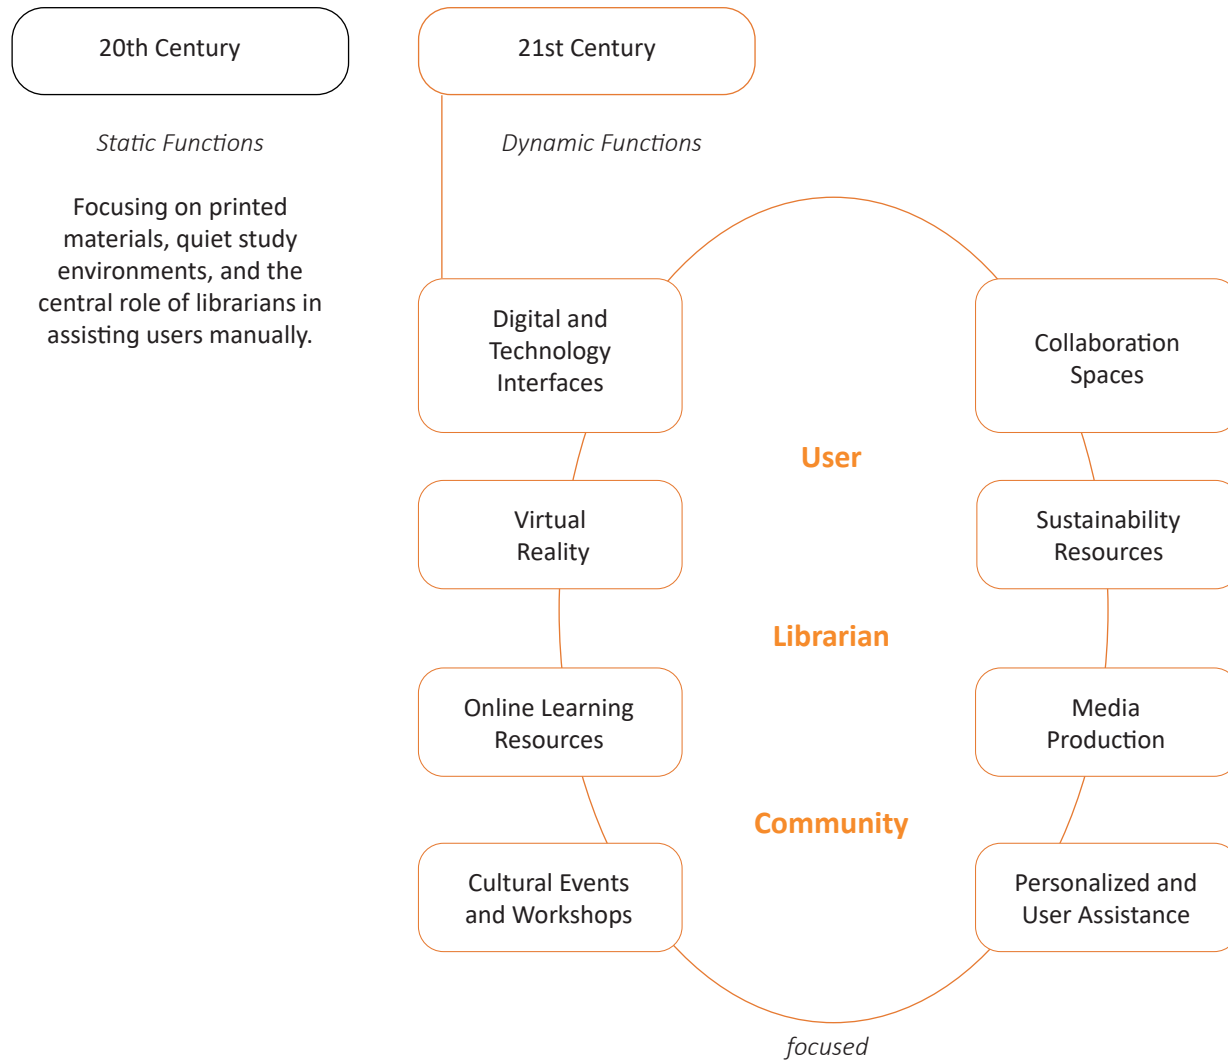 20th Century
Static Functions
Focusing on printed
materials, quiet study
environments, and the
central role of librarians in
assisting users manually.
21st Century
Dynamic Functions
Digital and
Technology
Interfaces
Collaboration
Spaces
User
Virtual
Reality
Sustainability
Resources
Librarian
Online Learning
Resources
Media
Production
Community
Cultural Events
and Workshops
Personalized and
User Assistance
focused